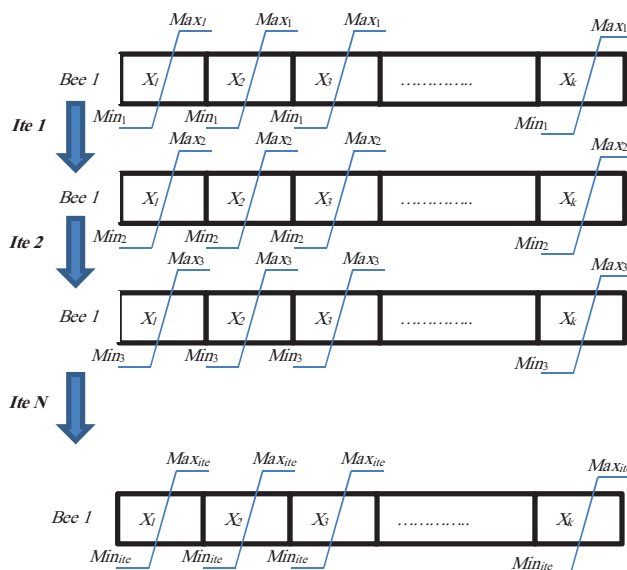 Max₁ Max₁ Max₁ Max₁
Bee 1 X₁ X₂ X₃ ………….. Xₖ
Min₁ Min₁ Min₁ Min₁
Ite 1
Max₂ Max₂ Max₂ Max₂
Bee 1 X₁ X₂ X₃ ………….. Xₖ
Min₂ Min₂ Min₂ Min₂
Ite 2
Max₃ Max₃ Max₃ Max₃
Bee 1 X₁ X₂ X₃ ………….. Xₖ
Min₃ Min₃ Min₃ Min₃
Ite N
Maxᵢₜₑ Maxᵢₜₑ Maxᵢₜₑ Maxᵢₜₑ
Bee 1 X₁ X₂ X₃ ………….. Xₖ
Minᵢₜₑ Minᵢₜₑ Minᵢₜₑ Minᵢₜₑ